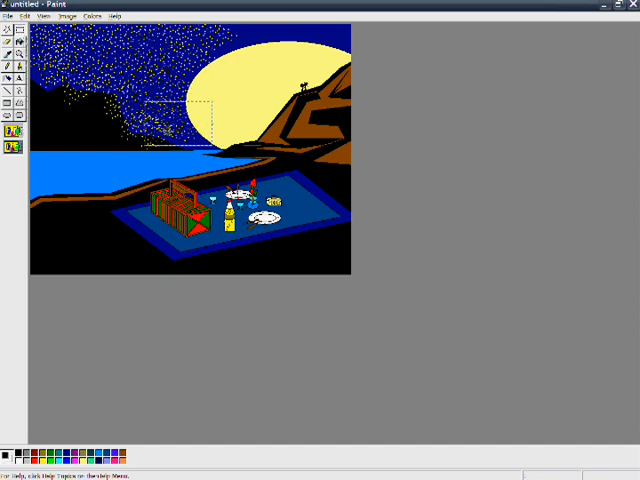 untitled - Paint
File Edit View Image Colors Help
A
For Help, click Help Topics on the Help Menu.